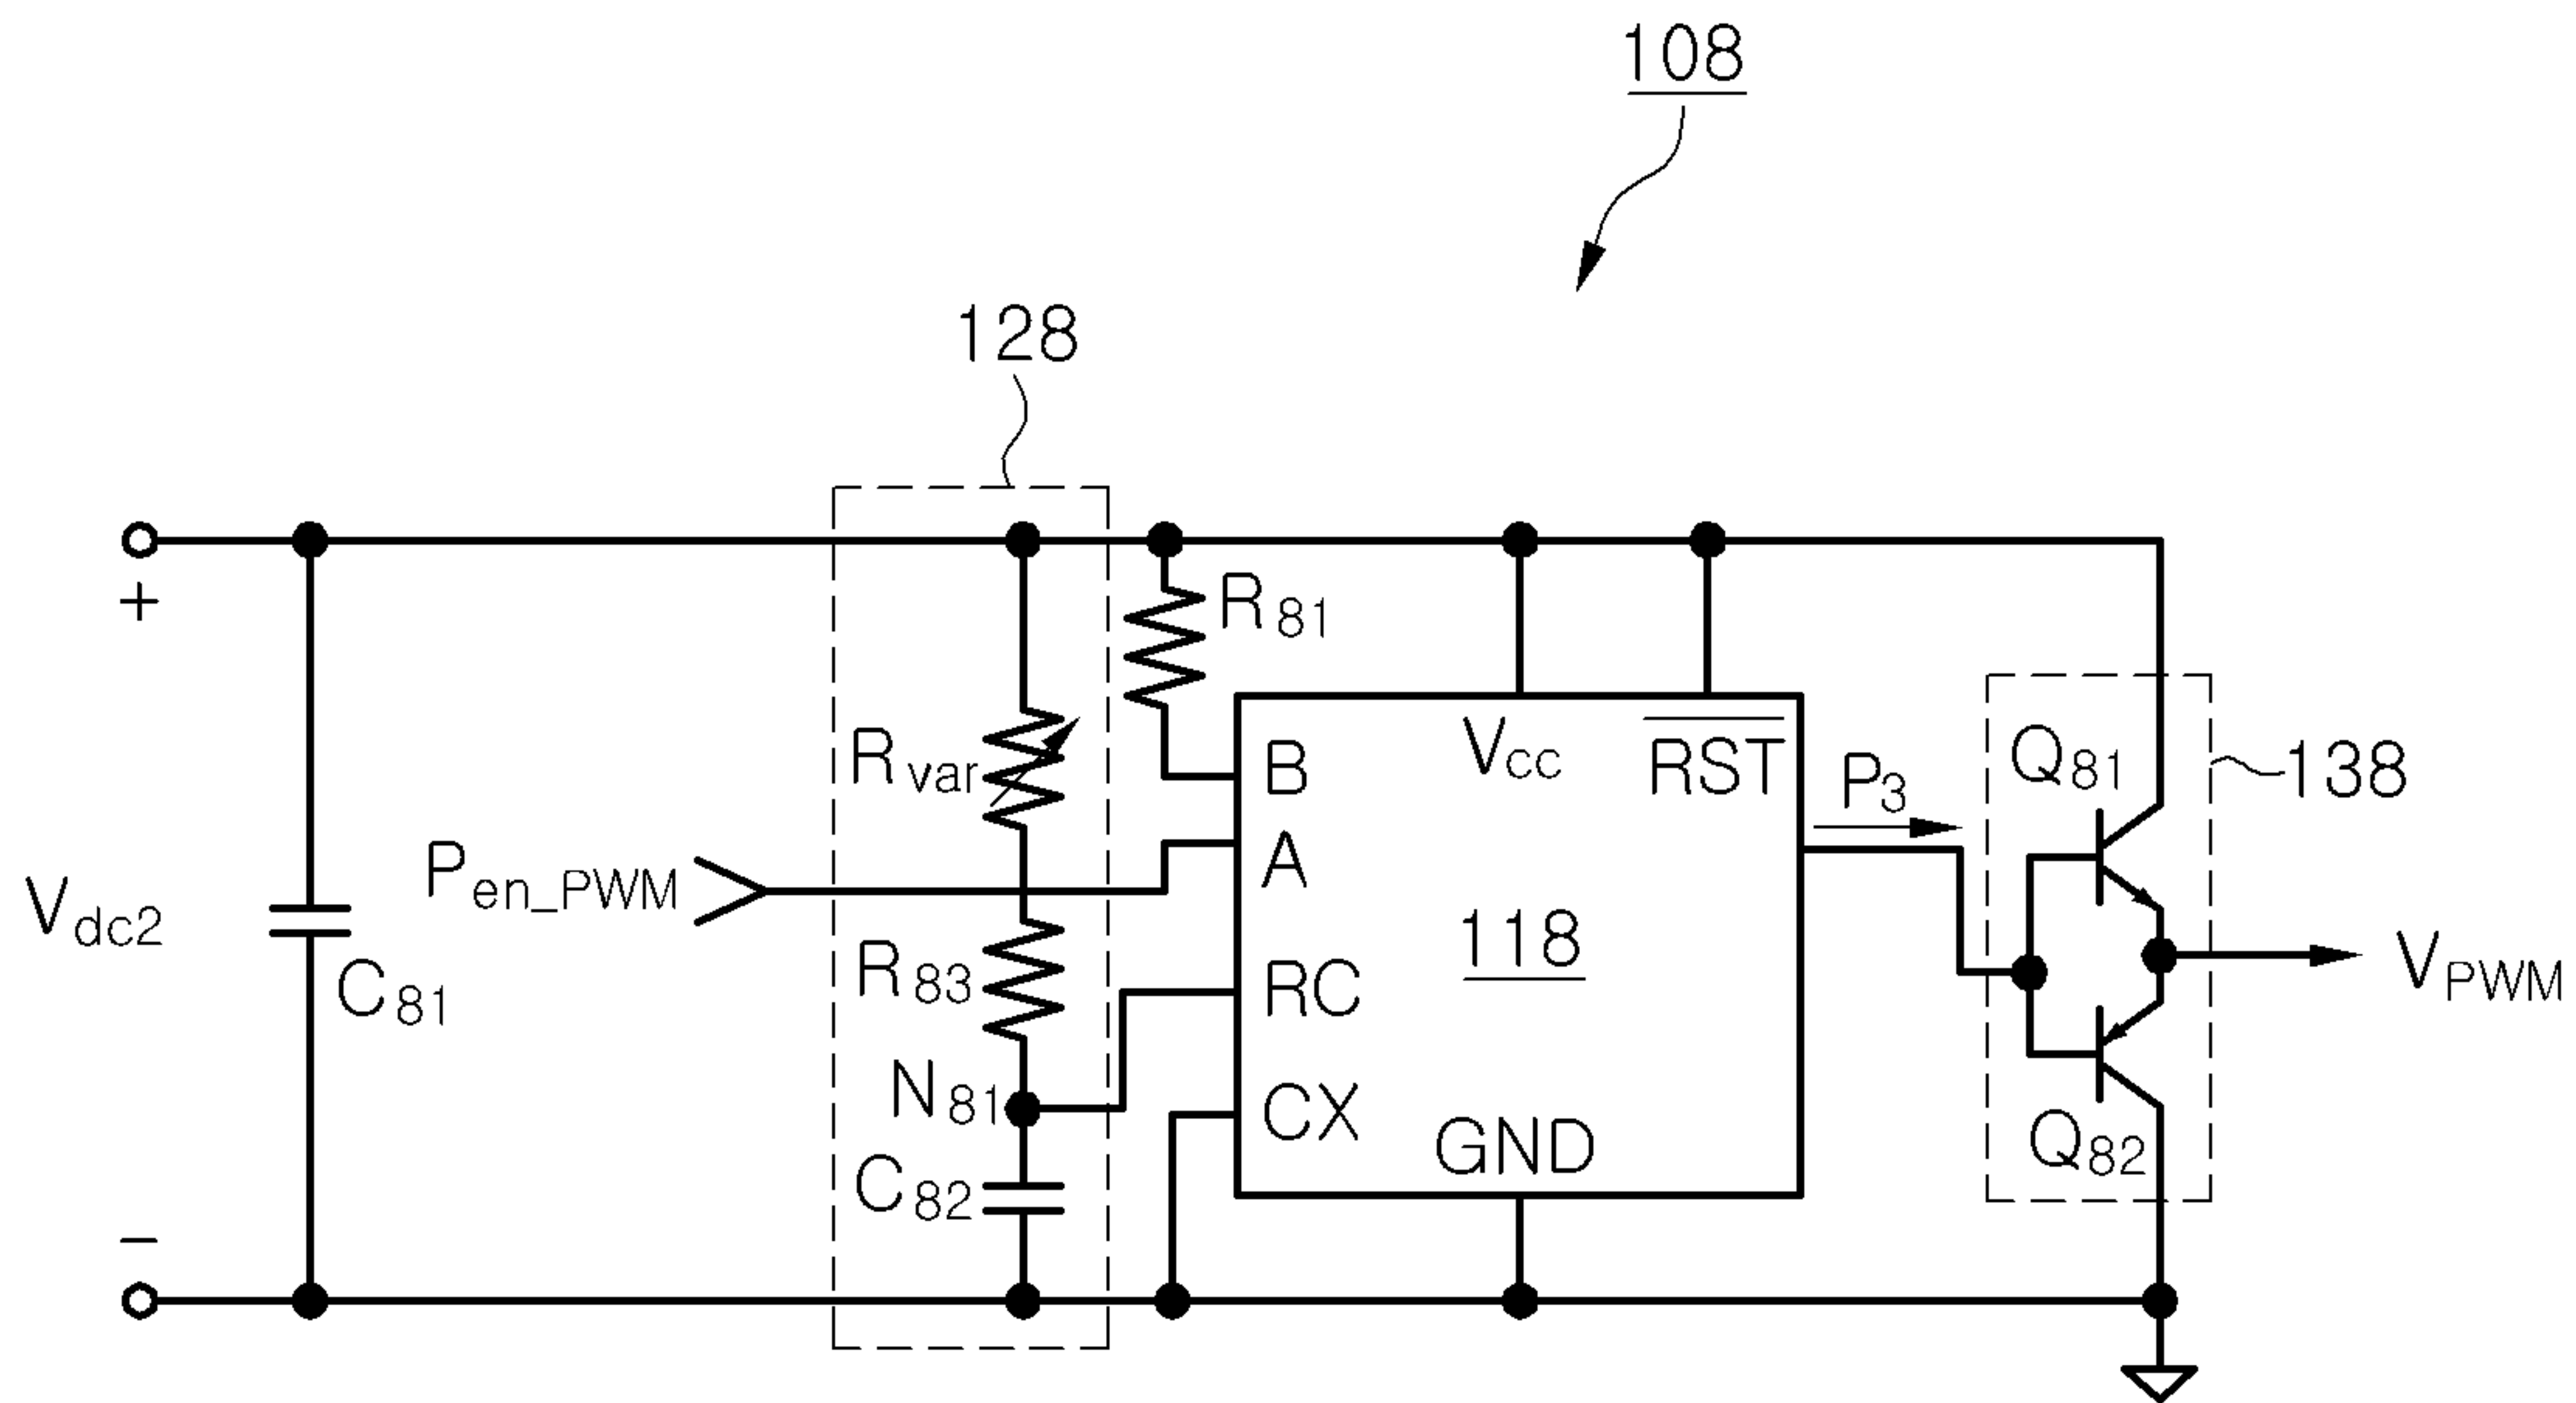 108
128
+
R81
Rvar
B
Vcc
RST
P3
Q81
138
Pen_PWM
A
Vdc2
C81
R83
118
RC
VPWM
N81
CX
GND
Q82
C82
−